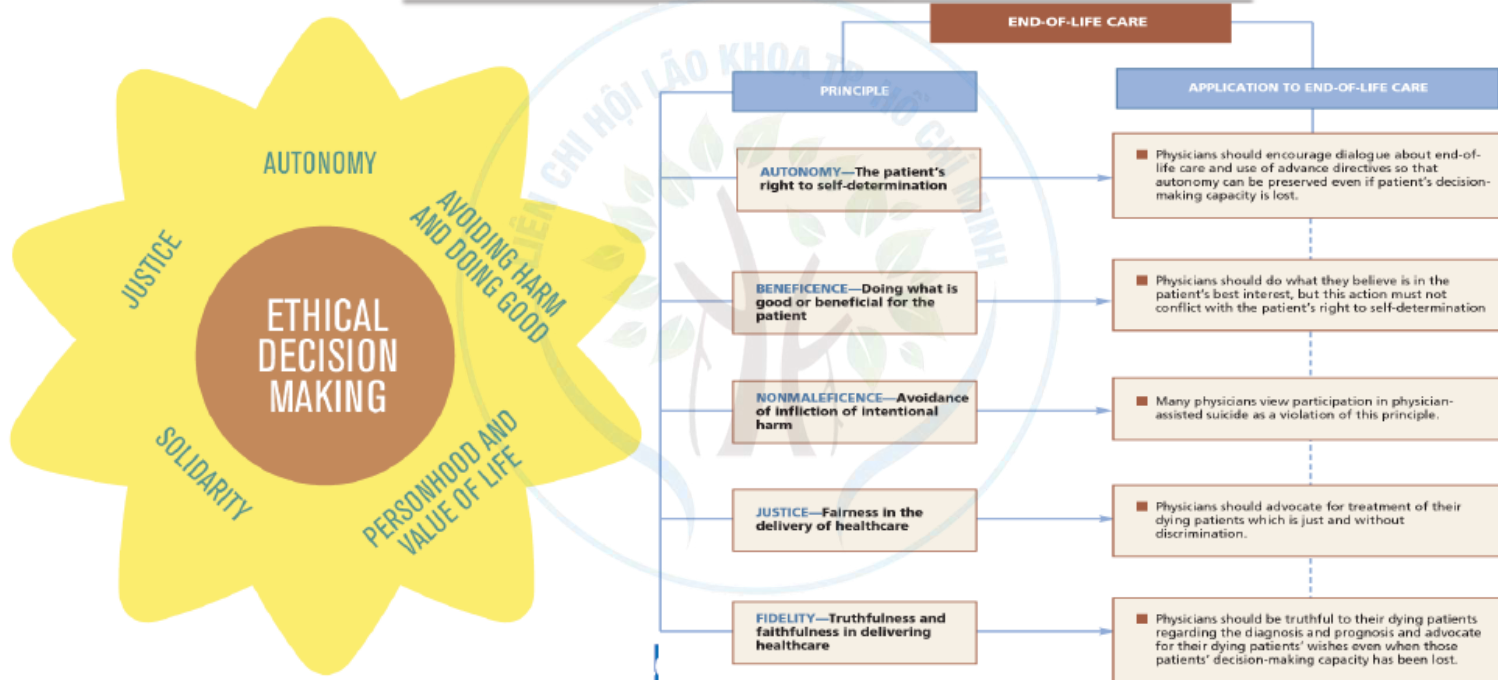 AUTONOMY
AVOIDING HARM
AND DOING GOOD
JUSTICE
ETHICAL
DECISION
MAKING
SOLIDARITY
PERSONHOOD AND
VALUE OF LIFE
LIÊN CHI HỘI LÃO KHOA TP. HỒ CHÍ MINH
END-OF-LIFE CARE
PRINCIPLE
APPLICATION TO END-OF-LIFE CARE
AUTONOMY—The patient's
right to self-determination
Physicians should encourage dialogue about end-of-
life care and use of advance directives so that
autonomy can be preserved even if patient's decision-
making capacity is lost.
BENEFICENCE—Doing what is
good or beneficial for the
patient
Physicians should do what they believe is in the
patient's best interest, but this action must not
conflict with the patient's right to self-determination
NONMALEFICENCE—Avoidance
of infliction of intentional
harm
Many physicians view participation in physician-
assisted suicide as a violation of this principle.
JUSTICE—Fairness in the
delivery of healthcare
Physicians should advocate for treatment of their
dying patients which is just and without
discrimination.
FIDELITY—Truthfulness and
faithfulness in delivering
healthcare
Physicians should be truthful to their dying patients
regarding the diagnosis and prognosis and advocate
for their dying patients' wishes even when those
patients' decision-making capacity has been lost.